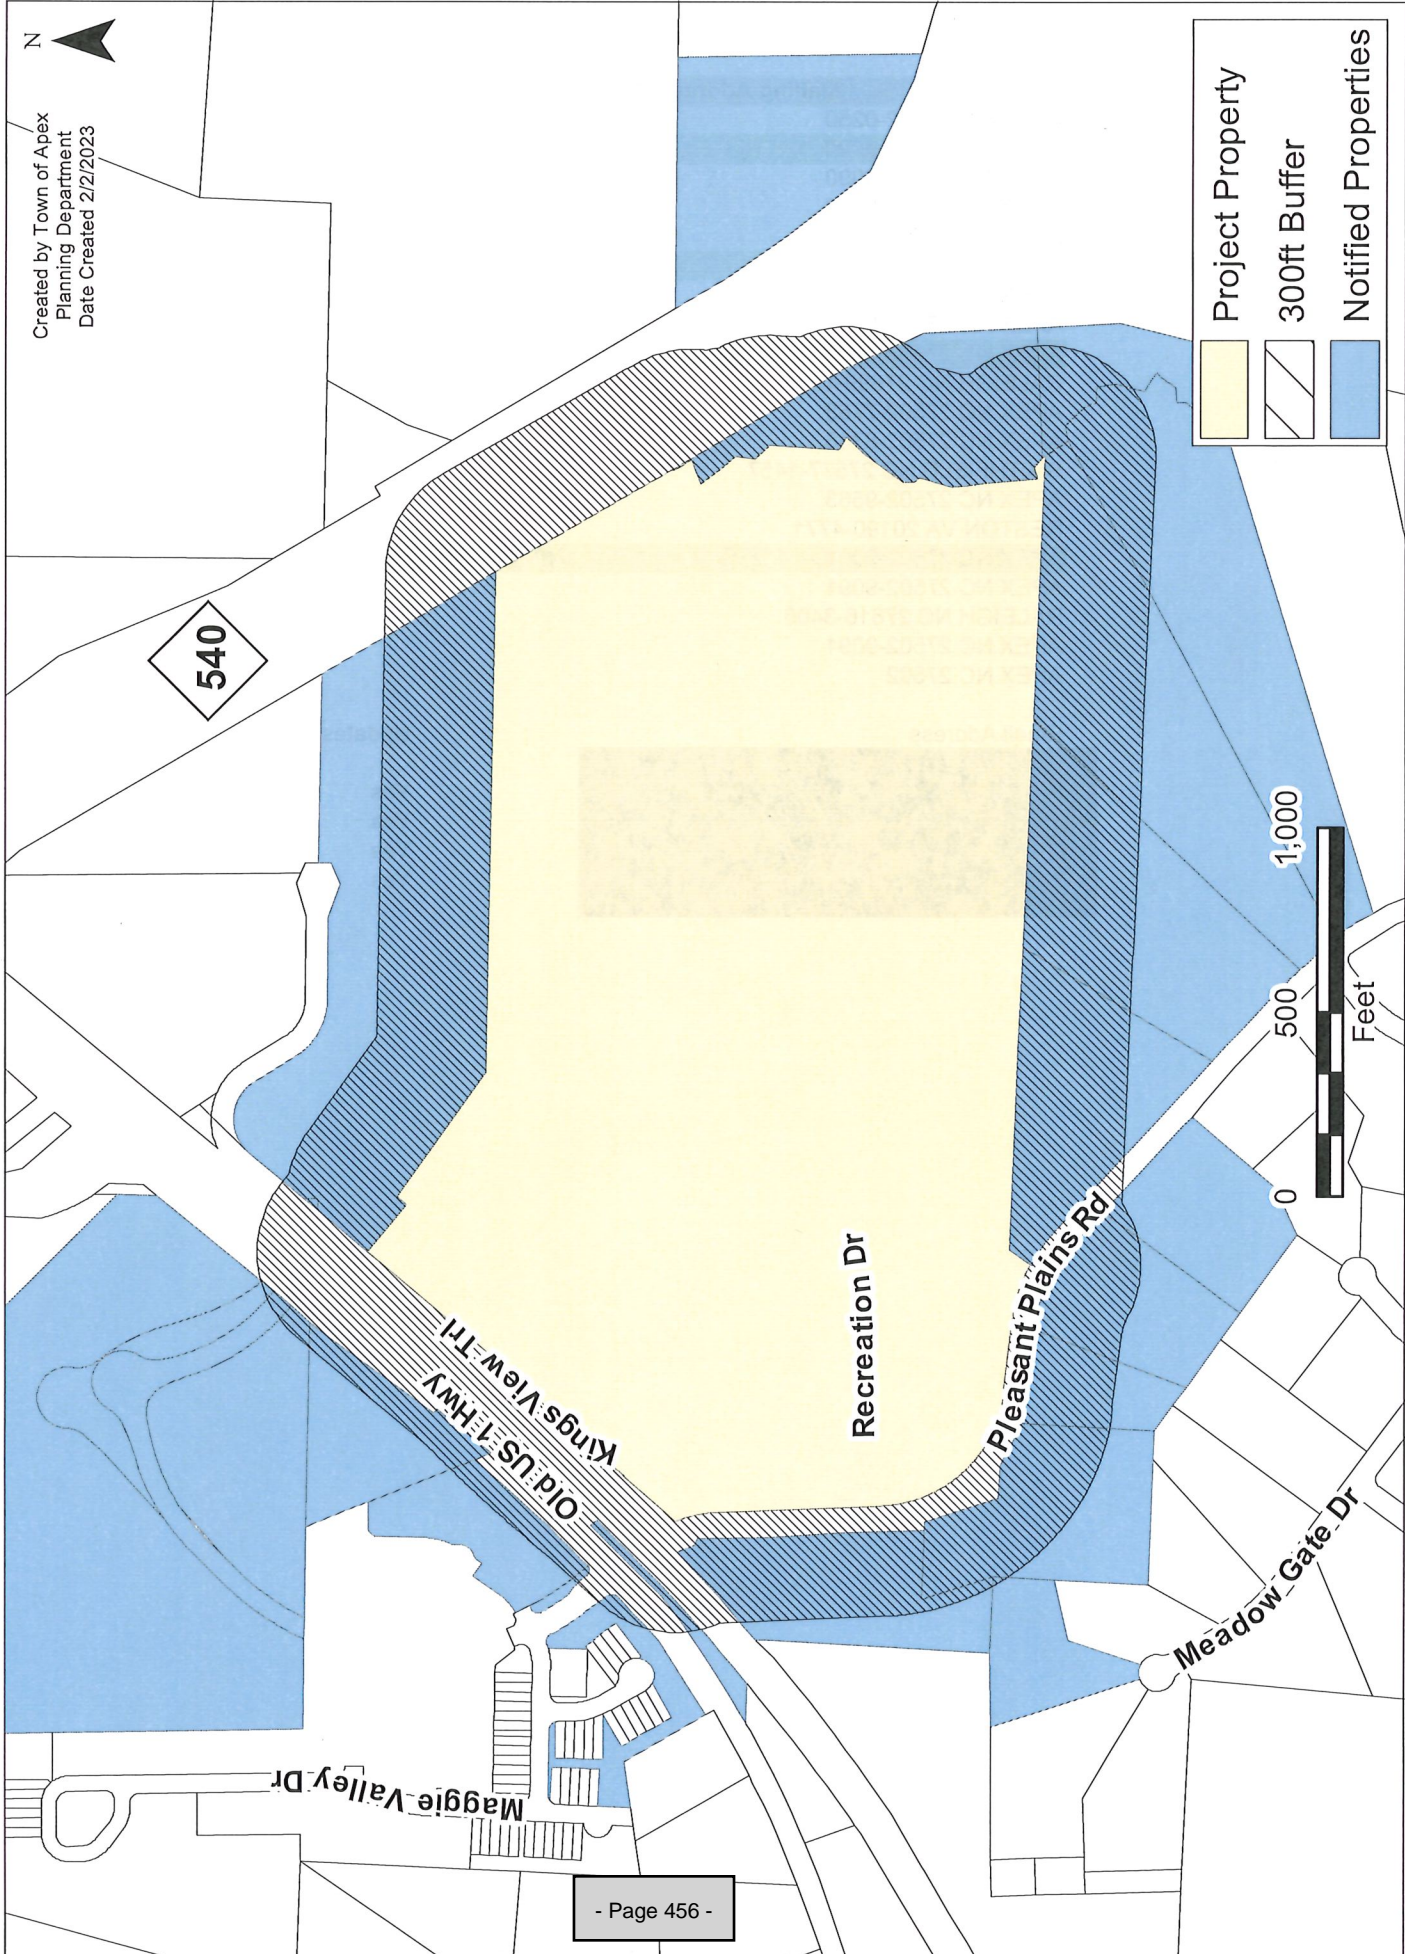 N
Created by Town of Apex
Planning Department
Date Created 2/2/2023
540
Maggie Valley Dr
Old US 1 Hwy
Kings View Trl
Recreation Dr
Pleasant Plains Rd
Meadow Gate Dr
0 500 1,000
Feet
Project Property
300ft Buffer
Notified Properties
- Page 456 -